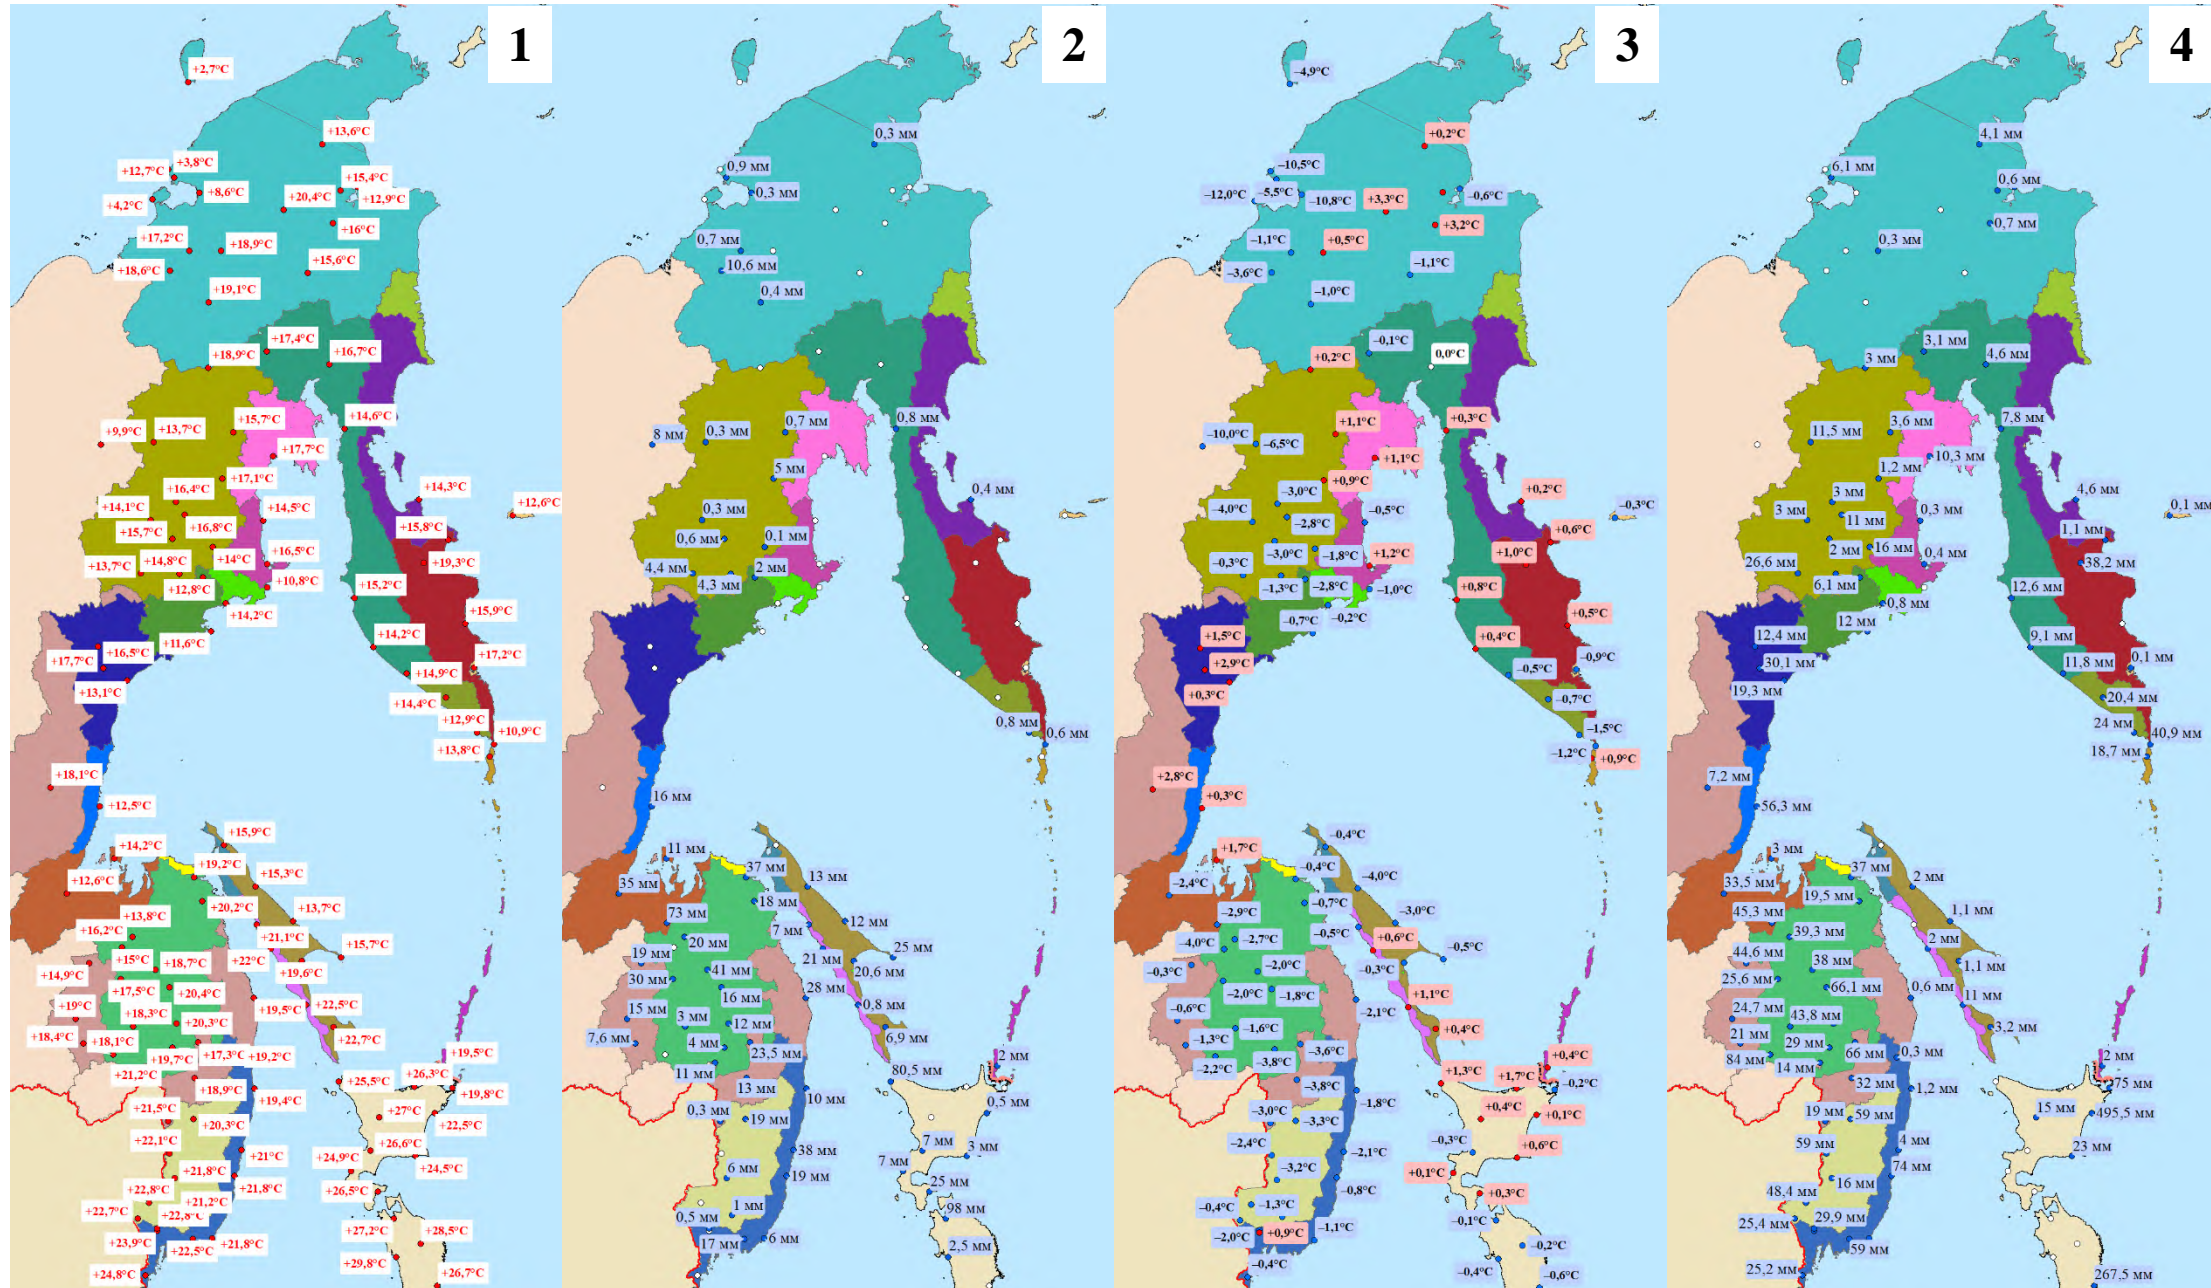 1
+2,7°C
+13,6°C
+3,8°C
+12,7°C
+15,4°C
+8,6°C
+20,4°C
+12,9°C
+4,2°C
+16°C
+17,2°C
+18,9°C
+18,6°C
+15,6°C
+19,1°C
+17,4°C
+18,9°C
+16,7°C
+14,6°C
+15,7°C
+9,9°C
+13,7°C
+17,7°C
+17,1°C
+14,3°C
+16,4°C
+12,6°C
+14,1°C
+14,5°C
+15,8°C
+15,7°C
+16,8°C
+16,5°C
+14,8°C
+14°C
+19,3°C
+13,7°C
+12,8°C
+10,8°C
+15,2°C
+14,2°C
+15,9°C
+11,6°C
+14,2°C
+16,5°C
+17,7°C
+17,2°C
+14,9°C
+13,1°C
+14,4°C
+12,9°C
+10,9°C
+13,8°C
+18,1°C
+12,5°C
+15,9°C
+14,2°C
+19,2°C
+12,6°C
+15,3°C
+20,2°C
+13,8°C
+13,7°C
+16,2°C
+21,1°C
+15,7°C
+15°C
+18,7°C
+22°C
+14,9°C
+19,6°C
+17,5°C
+20,4°C
+19°C
+19,5°C
+22,5°C
+18,3°C
+20,3°C
+18,4°C
+18,1°C
+22,7°C
+19,7°C
+17,3°C
+19,2°C
+19,5°C
+21,2°C
+25,5°C
+26,3°C
+18,9°C
+19,4°C
+19,8°C
+21,5°C
+27°C
+20,3°C
+22,5°C
+22,1°C
+26,6°C
+21°C
+24,9°C
+24,5°C
+21,8°C
+21,8°C
+26,5°C
+22,8°C
+21,2°C
+22,7°C
+22,8°C
+27,2°C
+28,5°C
+23,9°C
+22,5°C
+21,8°C
+29,8°C
+24,8°C
+26,7°C
2
0,3 мм
0,9 мм
0,3 мм
0,7 мм
10,6 мм
0,4 мм
0,8 мм
0,7 мм
8 мм
0,3 мм
5 мм
0,4 мм
0,3 мм
0,6 мм
0,1 мм
4,4 мм
4,3 мм
2 мм
0,8 мм
0,6 мм
16 мм
11 мм
37 мм
35 мм
13 мм
18 мм
73 мм
12 мм
7 мм
20 мм
19 мм
25 мм
21 мм
20,6 мм
41 мм
30 мм
16 мм
28 мм
15 мм
0,8 мм
3 мм
12 мм
7,6 мм
6,9 мм
4 мм
23,5 мм
2 мм
11 мм
80,5 мм
13 мм
10 мм
0,3 мм
19 мм
0,5 мм
7 мм
38 мм
3 мм
7 мм
6 мм
19 мм
25 мм
1 мм
98 мм
0,5 мм
17 мм
6 мм
2,5 мм
3
–4,9°C
+0,2°C
–10,5°C
–5,5°C
–12,0°C
–10,8°C
–0,6°C
+3,3°C
+3,2°C
–1,1°C
+0,5°C
–3,6°C
–1,1°C
–1,0°C
–0,1°C
0,0°C
+0,2°C
+0,3°C
+1,1°C
–10,0°C
–6,5°C
+1,1°C
+0,9°C
–3,0°C
+0,2°C
–4,0°C
–0,5°C
–0,3°C
–2,8°C
+0,6°C
–3,0°C
–1,8°C
+1,2°C
+1,0°C
–0,3°C
–1,3°C
–2,8°C
–1,0°C
+0,8°C
–0,7°C
–0,2°C
+0,5°C
+1,5°C
+0,4°C
+2,9°C
–0,9°C
–0,5°C
+0,3°C
–0,7°C
–1,5°C
–1,2°C
+0,9°C
+2,8°C
+0,3°C
–0,4°C
+1,7°C
–0,4°C
–2,4°C
–4,0°C
–0,7°C
–2,9°C
–3,0°C
–0,5°C
–4,0°C
–2,7°C
+0,6°C
–0,5°C
–0,3°C
–2,0°C
–0,3°C
–2,0°C
–1,8°C
–2,1°C
+1,1°C
–0,6°C
–1,6°C
+0,4°C
–1,3°C
–3,6°C
–2,2°C
–3,8°C
+0,4°C
–3,8°C
+1,3°C
+1,7°C
–0,2°C
–1,8°C
–3,0°C
+0,4°C
+0,1°C
–3,3°C
–2,4°C
–0,3°C
–2,1°C
+0,6°C
–3,2°C
+0,1°C
–0,8°C
+0,3°C
–0,4°C
–1,3°C
–0,1°C
–1,1°C
–2,0°C
+0,9°C
–0,2°C
–0,4°C
–0,4°C
–0,6°C
4
4,1 мм
6,1 мм
0,6 мм
0,7 мм
0,3 мм
3,1 мм
3 мм
4,6 мм
7,8 мм
3,6 мм
11,5 мм
10,3 мм
1,2 мм
3 мм
4,6 мм
0,1 мм
3 мм
11 мм
0,3 мм
1,1 мм
2 мм
16 мм
0,4 мм
38,2 мм
26,6 мм
6,1 мм
12,6 мм
0,8 мм
12 мм
12,4 мм
9,1 мм
30,1 мм
0,1 мм
11,8 мм
19,3 мм
20,4 мм
24 мм
40,9 мм
18,7 мм
7,2 мм
56,3 мм
3 мм
37 мм
33,5 мм
2 мм
19,5 мм
45,3 мм
1,1 мм
39,3 мм
2 мм
44,6 мм
38 мм
1,1 мм
25,6 мм
66,1 мм
0,6 мм
11 мм
24,7 мм
43,8 мм
3,2 мм
21 мм
29 мм
66 мм
0,3 мм
84 мм
14 мм
2 мм
32 мм
1,2 мм
75 мм
19 мм
59 мм
15 мм
495,5 мм
59 мм
4 мм
23 мм
74 мм
16 мм
48,4 мм
25,4 мм
29,9 мм
59 мм
25,2 мм
267,5 мм